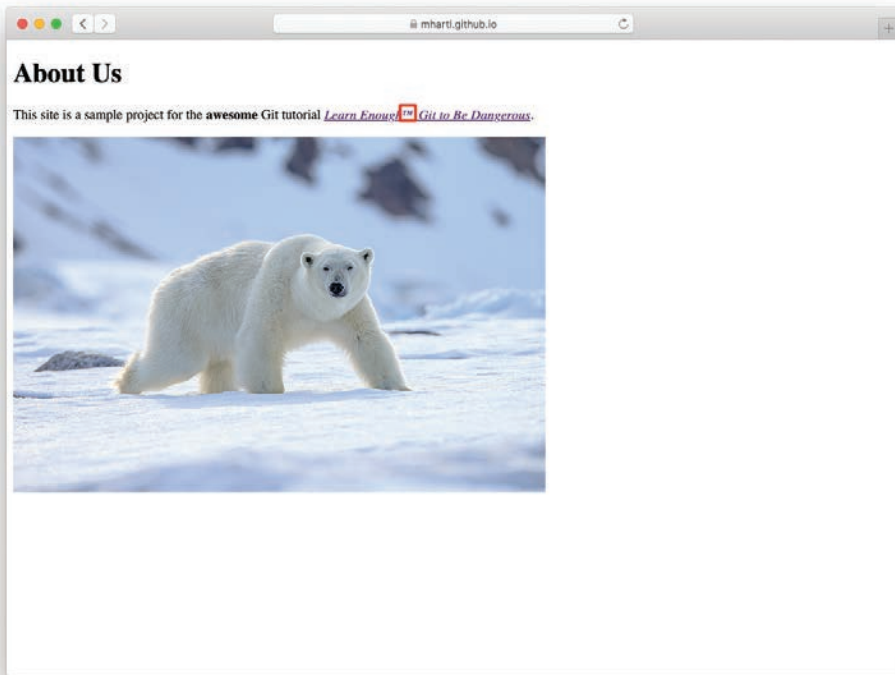 mhartl.github.io
About Us
This site is a sample project for the awesome Git tutorial Learn Enough™ Git to Be Dangerous.